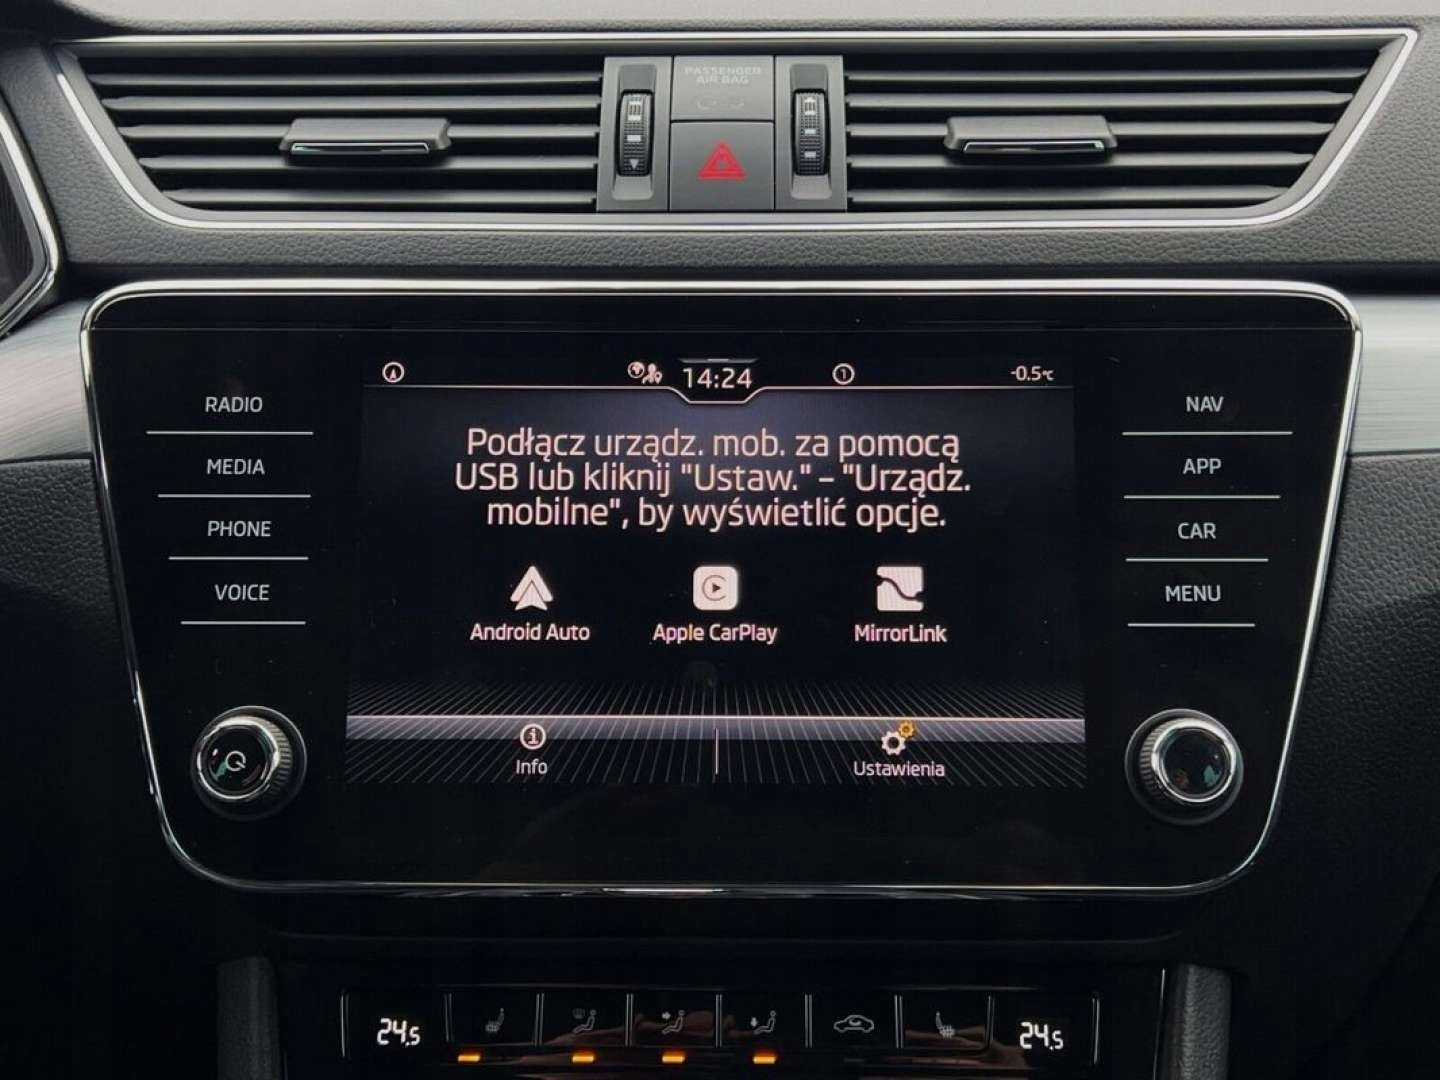 PASSENGER
AIR BAG
14:24
1
-0.5°C
RADIO
MEDIA
PHONE
VOICE
Podłącz urządz. mob. za pomocą
USB lub kliknij "Ustaw." – "Urządz.
mobilne", by wyświetlić opcje.
Android Auto
Apple CarPlay
MirrorLink
Info
Ustawienia
NAV
APP
CAR
MENU
24.5
24.5